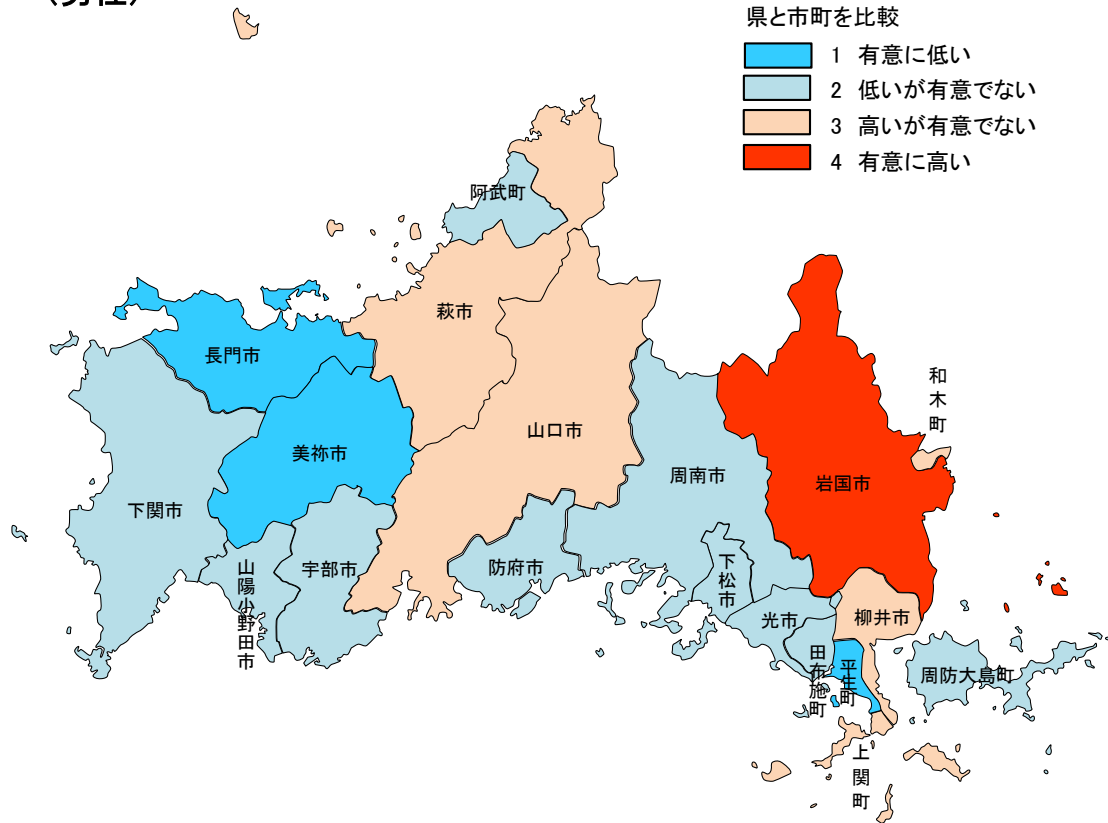 県と市町を比較
1 有意に低い
2 低いが有意でない
3 高いが有意でない
4 有意に高い
阿武町
萩市
長門市
和木町
山口市
美祢市
周南市
岩国市
下関市
宇部市
防府市
下松市
山陽小野田市
光市
柳井市
田布施町
平生町
周防大島町
上関町